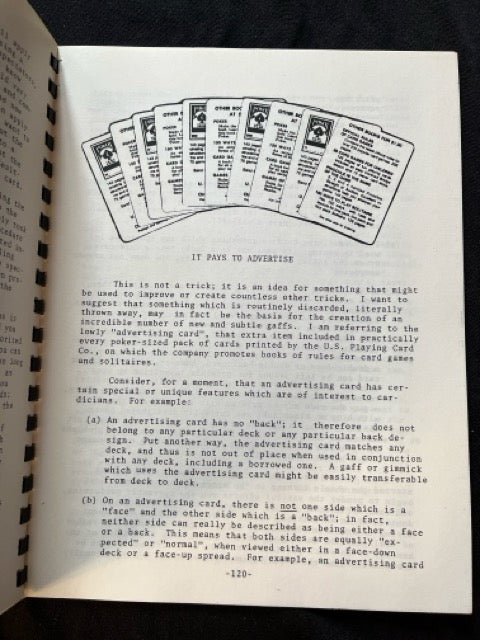 OTHER BOOKS FOR
IT PAYS TO ADVERTISE
This is not a trick; it is an idea for something that might
be used to improve or create countless other tricks. I want to
suggest that something which is routinely discarded, literally
thrown away, may in fact be the basis for the creation of an
incredible number of new and subtle gaffs. I am referring to the
lowly "advertising card", that extra item included in practically
every poker-sized pack of cards printed by the U.S. Playing Card
Co., on which the company promotes books of rules for card games
and solitaires.
Consider, for a moment, that an advertising card has cer-
tain special or unique features which are of interest to car-
dicians. For example:
(a) An advertising card has no "back"; it therefore does not
belong to any particular deck or any particular back de-
sign. Put another way, the advertising card matches any
deck, and thus is not out of place when used in conjunction
with any deck, including a borrowed one. A gaff or gimmick
which uses the advertising card might be easily transferable
from deck to deck.
(b) On an advertising card, there is not one side which is a
"face" and the other side which is a "back"; in fact,
neither side can really be described as being either a face
or a back. This means that both sides are equally "ex-
pected" or "normal", when viewed either in a face-down
deck or a face-up spread. For example, an advertising card
-120-